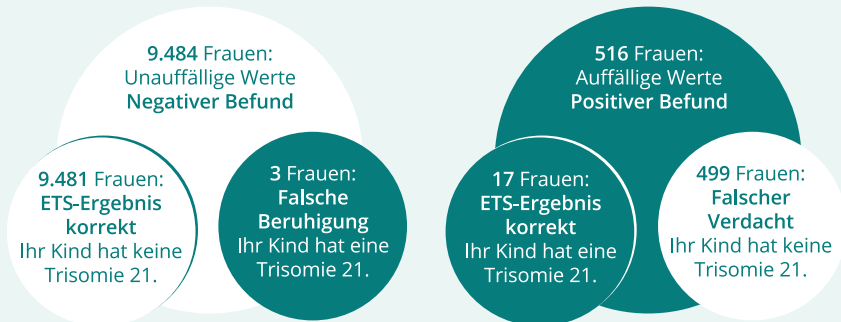 9.484 Frauen:
Unauffällige Werte
Negativer Befund
9.481 Frauen:
ETS-Ergebnis
korrekt
Ihr Kind hat keine
Trisomie 21.
3 Frauen:
Falsche
Beruhigung
Ihr Kind hat eine
Trisomie 21.
516 Frauen:
Auffällige Werte
Positiver Befund
17 Frauen:
ETS-Ergebnis
korrekt
Ihr Kind hat eine
Trisomie 21.
499 Frauen:
Falscher
Verdacht
Ihr Kind hat keine
Trisomie 21.